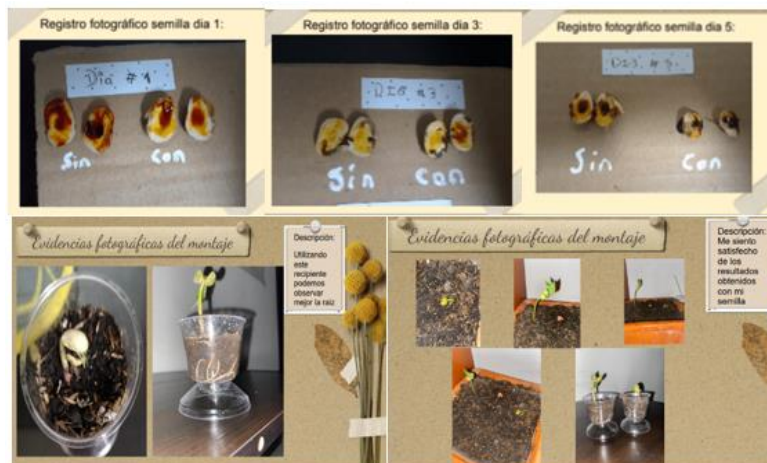 Registro fotográfico semilla dia 1:
Registro fotográfico semilla dia 3:
Registro fotográfico semilla dia 5:
Dia # 1
DIA # 3
Sin
Con
Sin
Con
Sin
Con
Evidencias fotográficas del montaje
Descripción:
Utilizando
este
recipiente
podemos
observar
mejor la raíz
Evidencias fotográficas del montaje
Descripción:
Me siento
satisfecho
de los
resultados
obtenidos
con mi
semilla